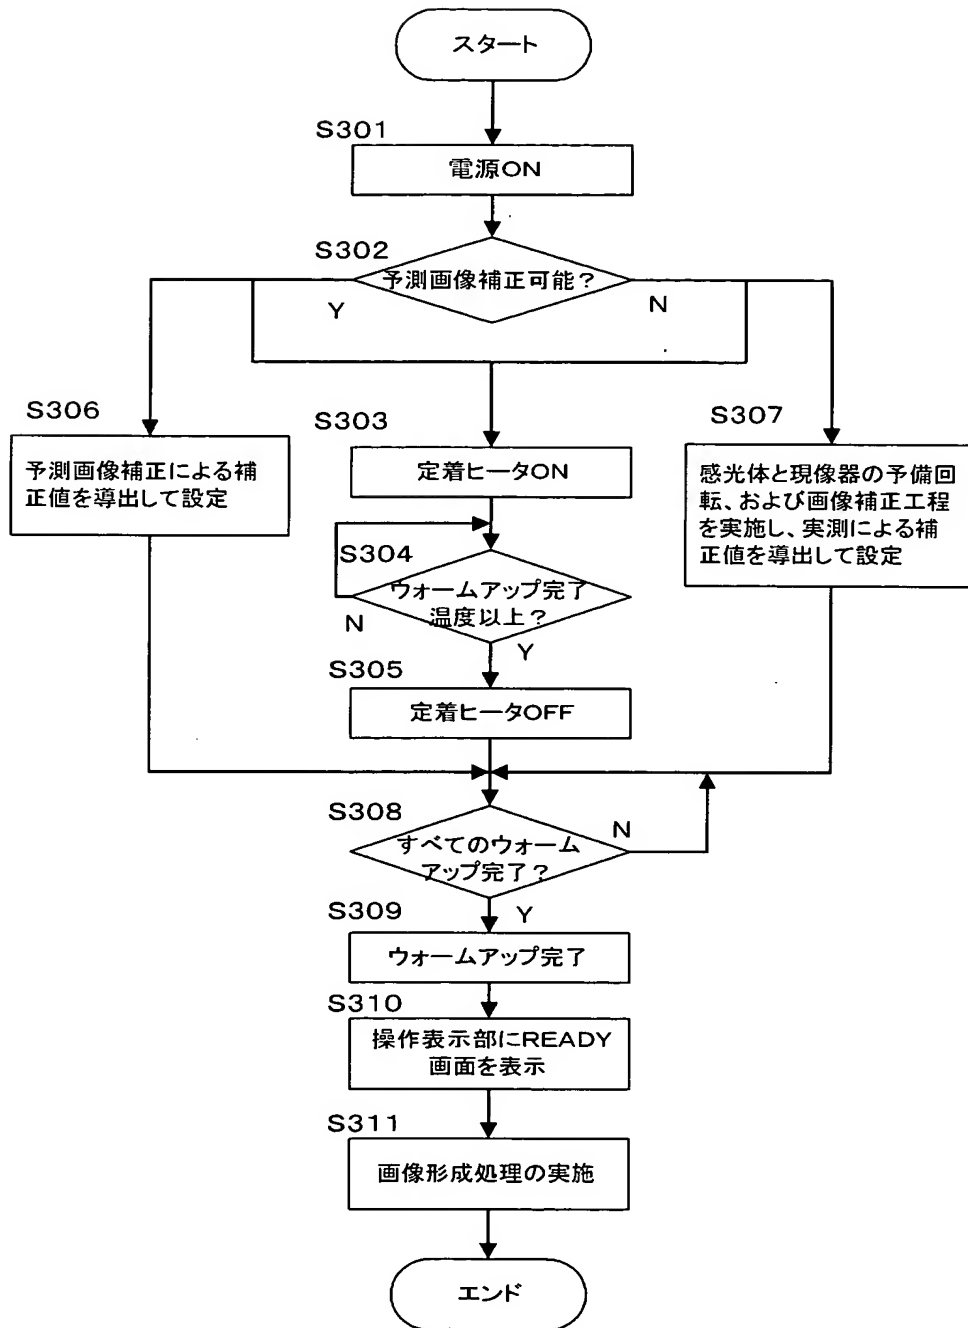 スタート
S301
電源ON
S302
予測画像補正可能?
Y
N
S306
予測画像補正による補
正値を導出して設定
S303
定着ヒータON
S307
感光体と現像器の予備回
転、および画像補正工程
を実施し、実測による補
正値を導出して設定
S304
ウォームアップ完了
温度以上?
N
Y
S305
定着ヒータOFF
S308
すべてのウォーム
アップ完了?
N
Y
S309
ウォームアップ完了
S310
操作表示部にREADY
画面を表示
S311
画像形成処理の実施
エンド